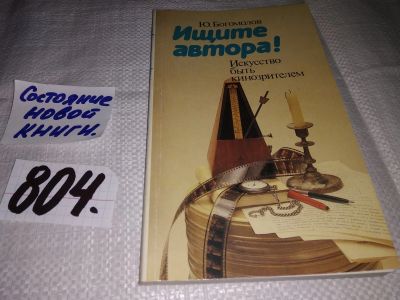 Ю. Богомолов
Ищите
автора!
Искусство
быть
кинозрителем
Состояние
новой
книги.
804.